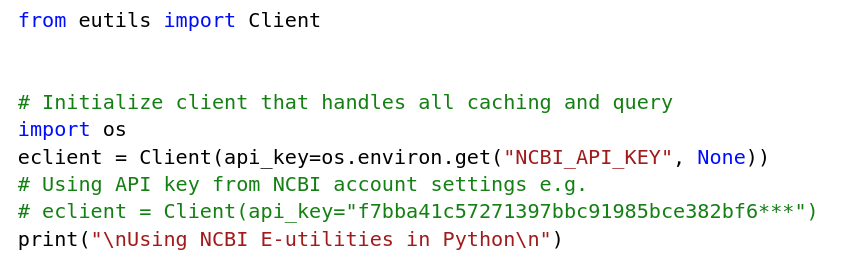 from eutils import Client
# Initialize client that handles all caching and query
import os
eclient = Client(api_key=os.environ.get("NCBI_API_KEY", None))
# Using API key from NCBI account settings e.g.
# eclient = Client(api_key="f7bba41c57271397bbc91985bce382bf6***")
print("\nUsing NCBI E-utilities in Python\n")